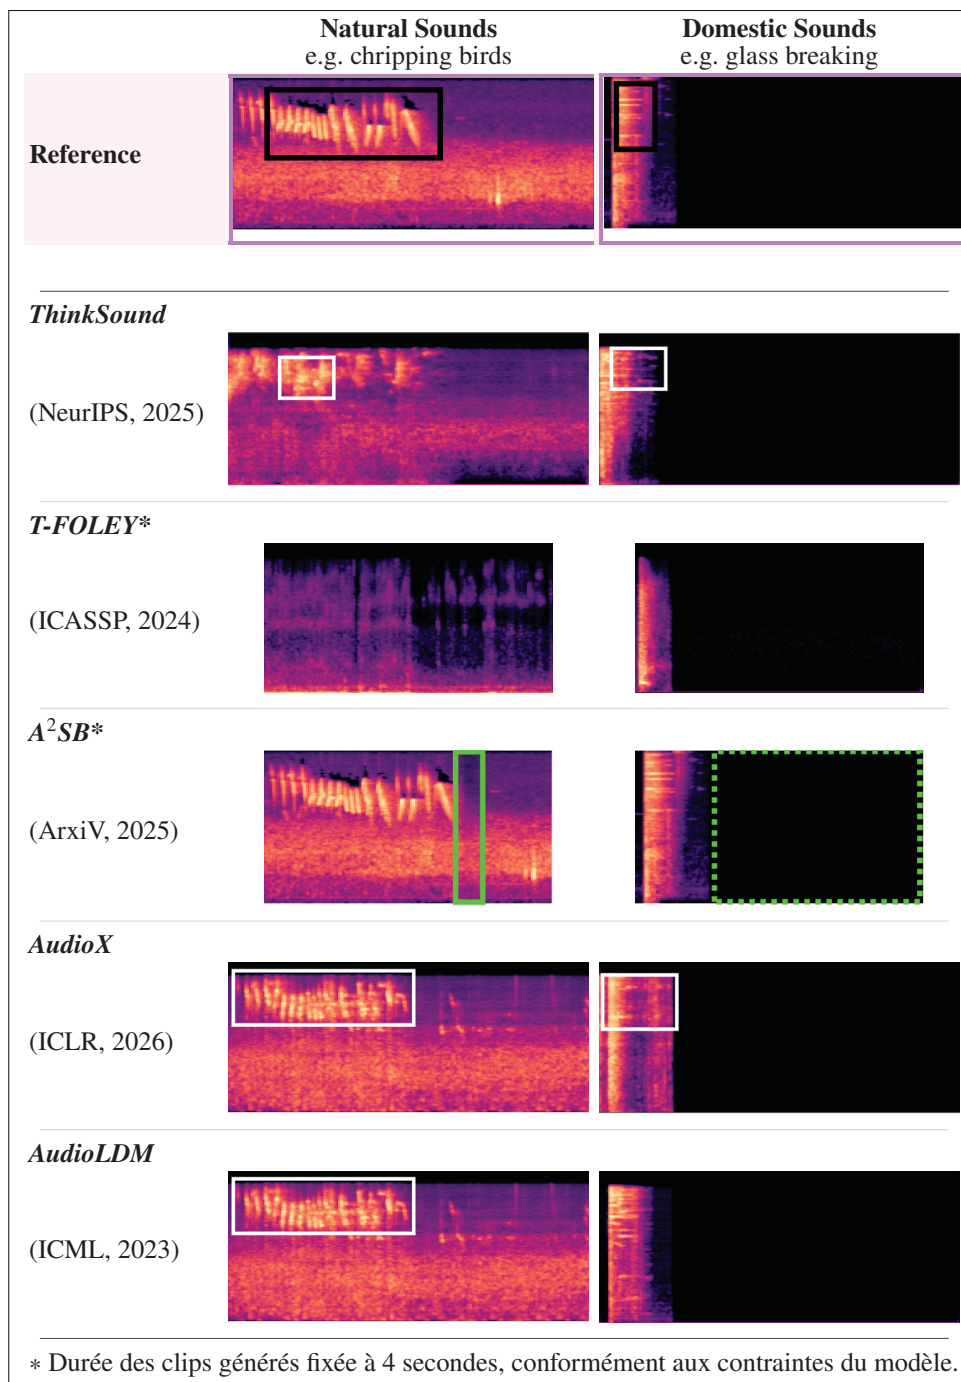 Natural Sounds
e.g. chripping birds
Domestic Sounds
e.g. glass breaking
Reference
ThinkSound
(NeurIPS, 2025)
T-FOLEY*
(ICASSP, 2024)
A²SB*
(ArxiV, 2025)
AudioX
(ICLR, 2026)
AudioLDM
(ICML, 2023)
* Durée des clips générés fixée à 4 secondes, conformément aux contraintes du modèle.